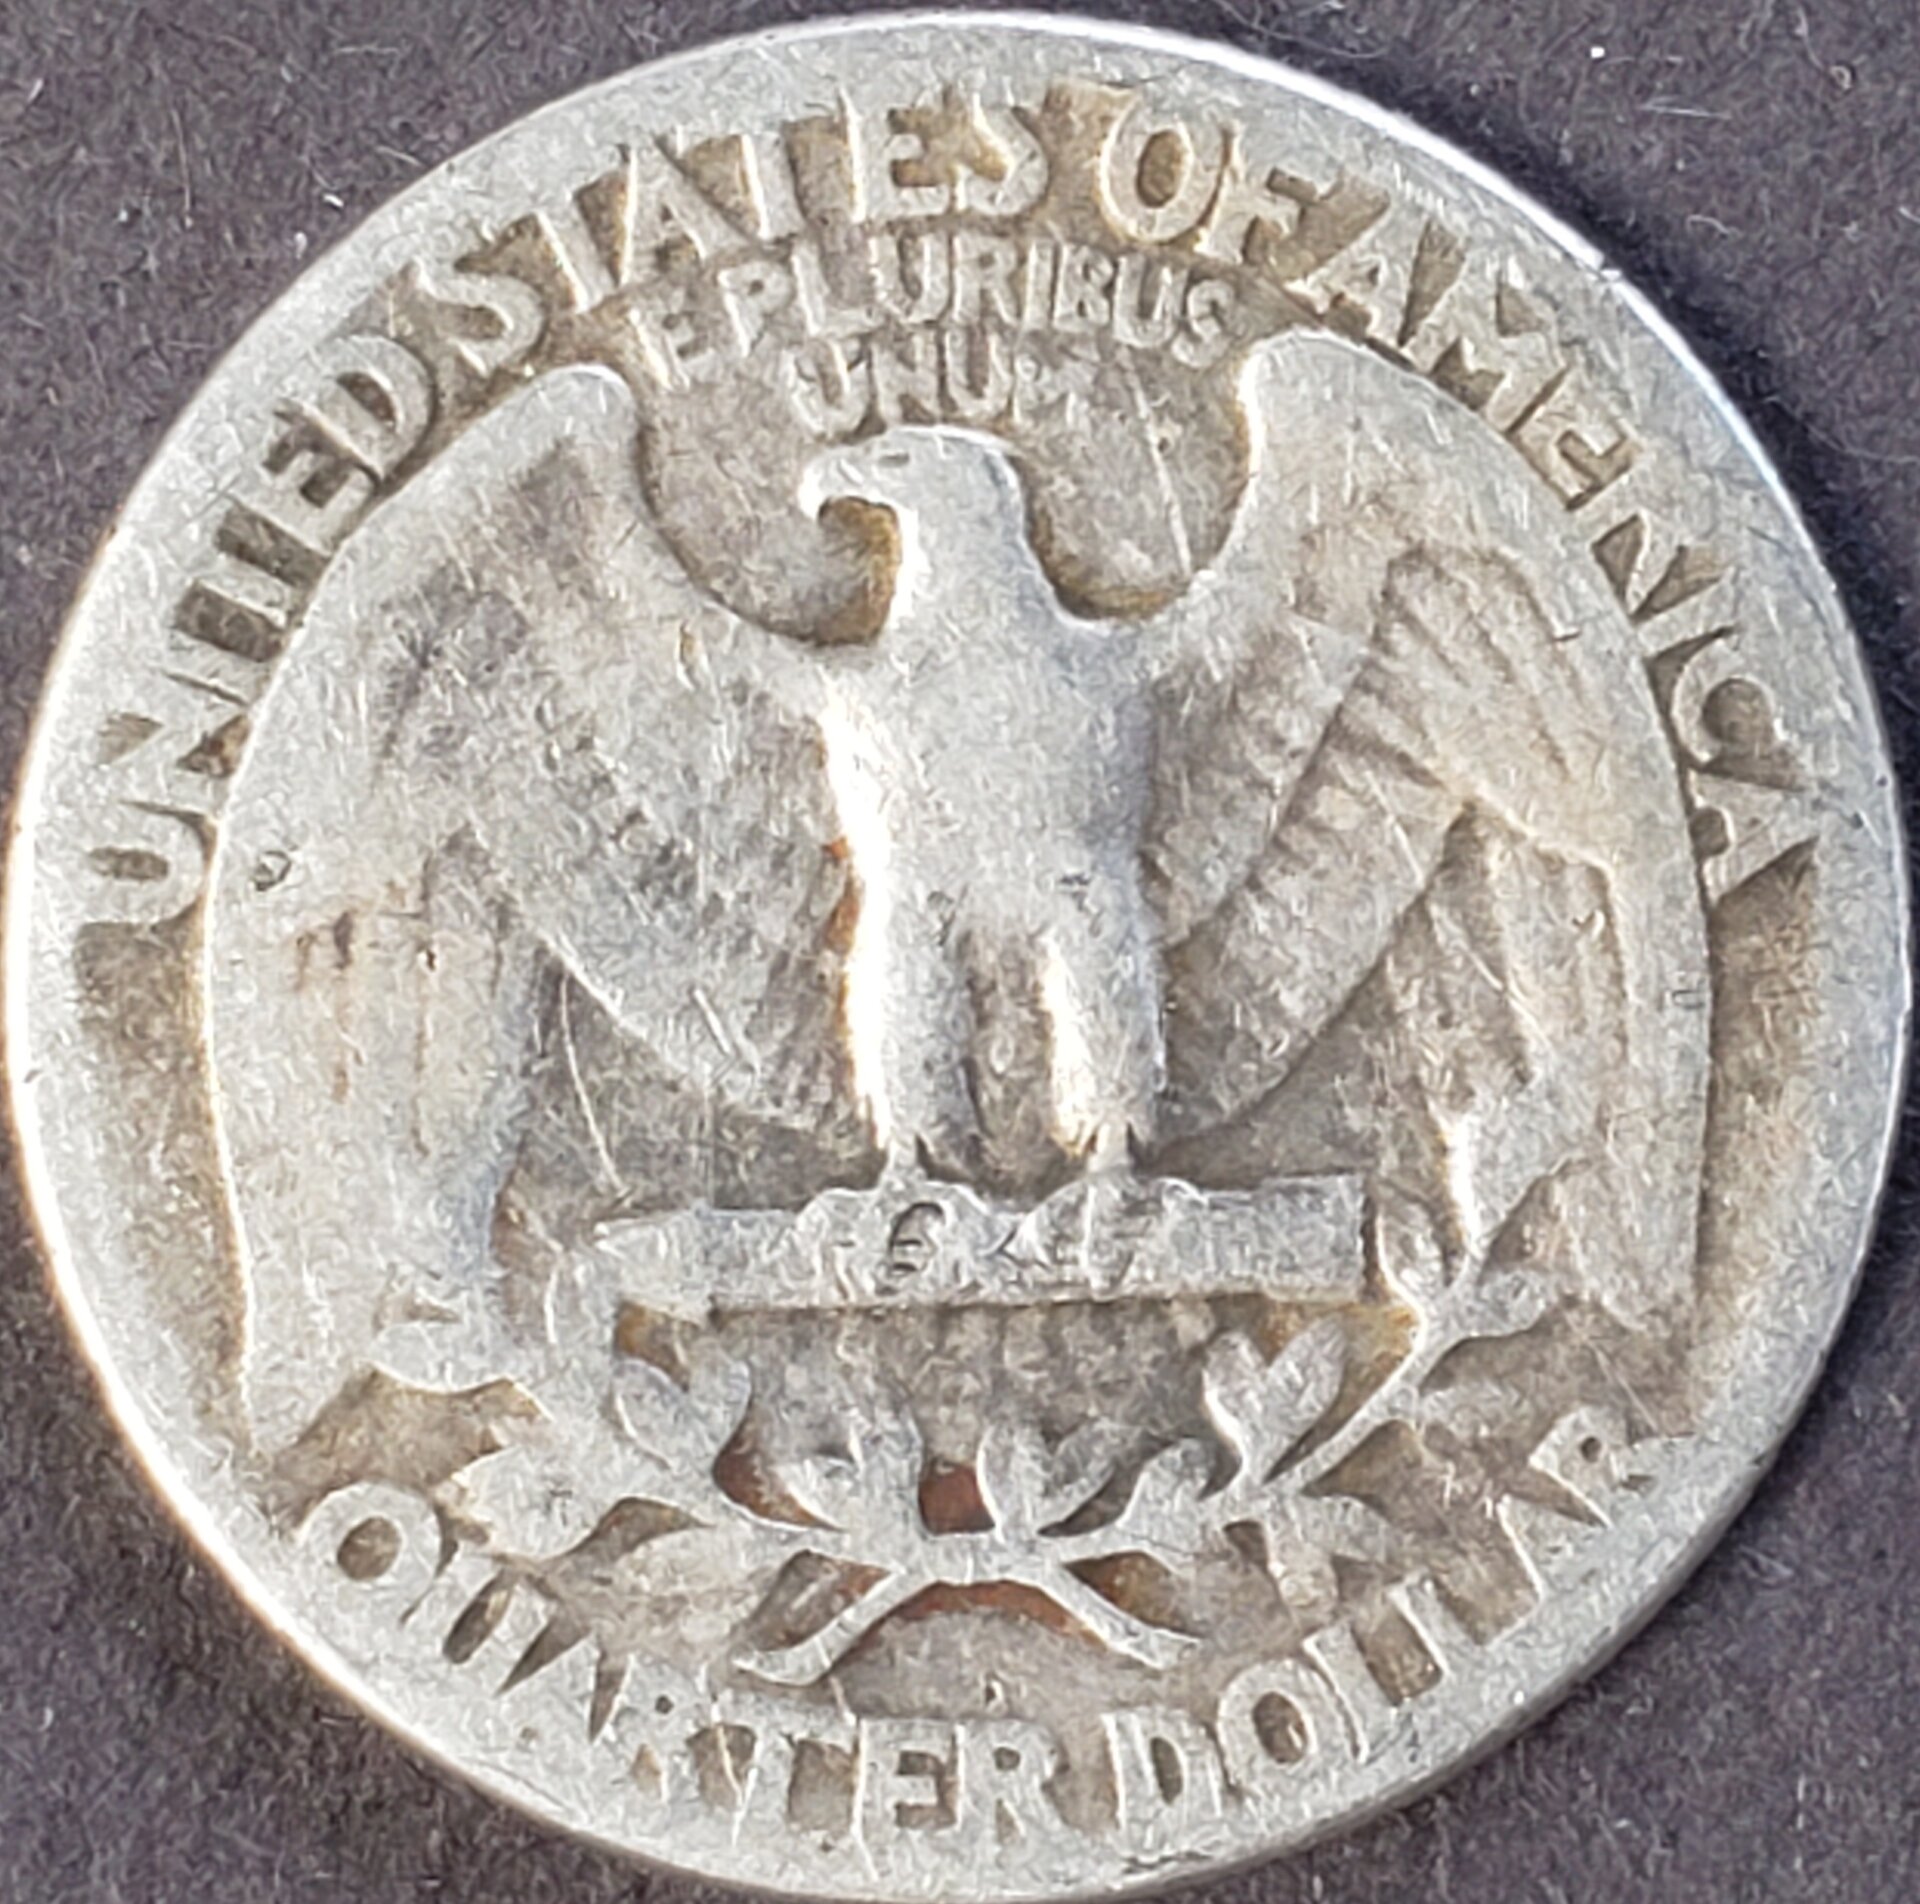 UNITED STATES OF AMERICA
E PLURIBUS
UNUM
QUARTER DOLLAR